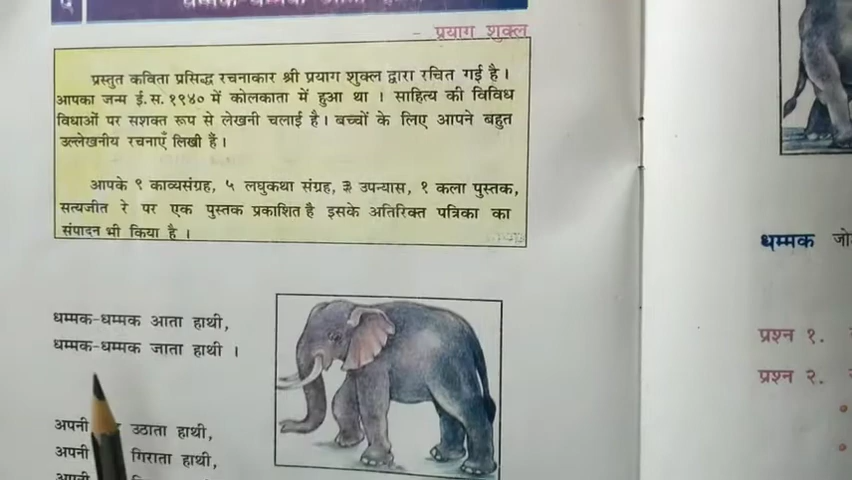 ५
- प्रयाग शुक्ल
प्रस्तुत कविता प्रसिद्ध रचनाकार श्री प्रयाग शुक्ल द्वारा रचित गई है।
आपका जन्म ई.स. १९४० में कोलकाता में हुआ था । साहित्य की विविध
विधाओं पर सशक्त रूप से लेखनी चलाई है। बच्चों के लिए आपने बहुत
उल्लेखनीय रचनाएँ लिखी हैं।
आपके ९ काव्यसंग्रह, ५ लघुकथा संग्रह, ३ उपन्यास, १ कला पुस्तक,
सत्यजीत रे पर एक पुस्तक प्रकाशित है इसके अतिरिक्त पत्रिका का
संपादन भी किया है ।
धम्मक-धम्मक आता हाथी,
धम्मक-धम्मक जाता हाथी ।
अपनी उठाता हाथी,
अपनी गिराता हाथी,
धम्मक जो
प्रश्न १.
प्रश्न २.